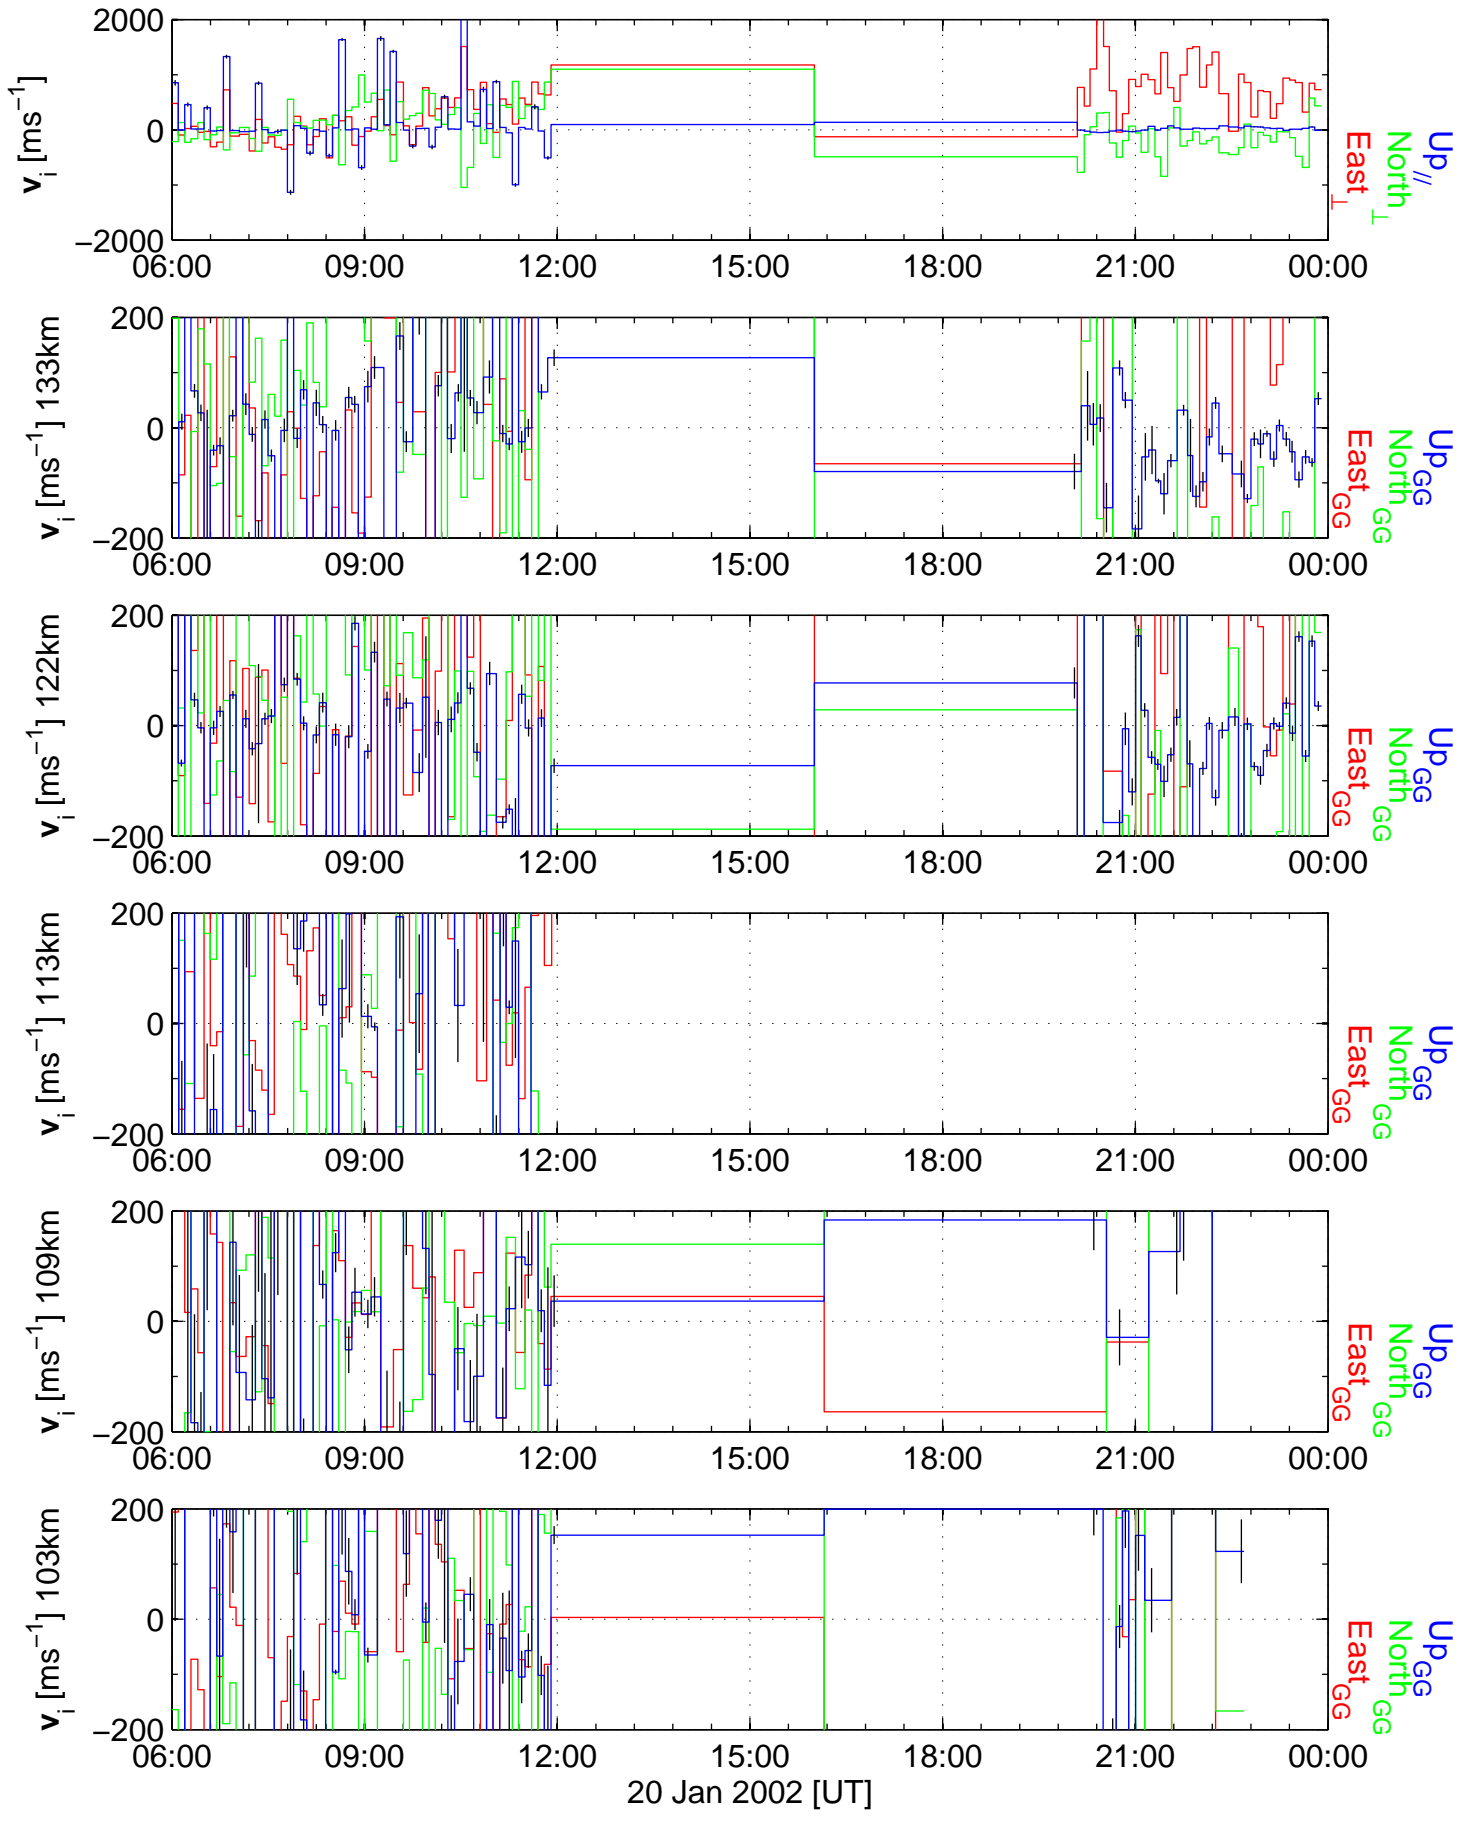 v_i [ms^−1]
2000
0
−2000
06:00 09:00 12:00 15:00 18:00 21:00 00:00
East_⊥
North_⊥
Up_//
v_i [ms^−1] 133km
200
0
−200
06:00 09:00 12:00 15:00 18:00 21:00 00:00
East_GG
North_GG
Up_GG
v_i [ms^−1] 122km
200
0
−200
06:00 09:00 12:00 15:00 18:00 21:00 00:00
East_GG
North_GG
Up_GG
v_i [ms^−1] 113km
200
0
−200
06:00 09:00 12:00 15:00 18:00 21:00 00:00
East_GG
North_GG
Up_GG
v_i [ms^−1] 109km
200
0
−200
06:00 09:00 12:00 15:00 18:00 21:00 00:00
East_GG
North_GG
Up_GG
v_i [ms^−1] 103km
200
0
−200
06:00 09:00 12:00 15:00 18:00 21:00 00:00
East_GG
North_GG
Up_GG
20 Jan 2002 [UT]